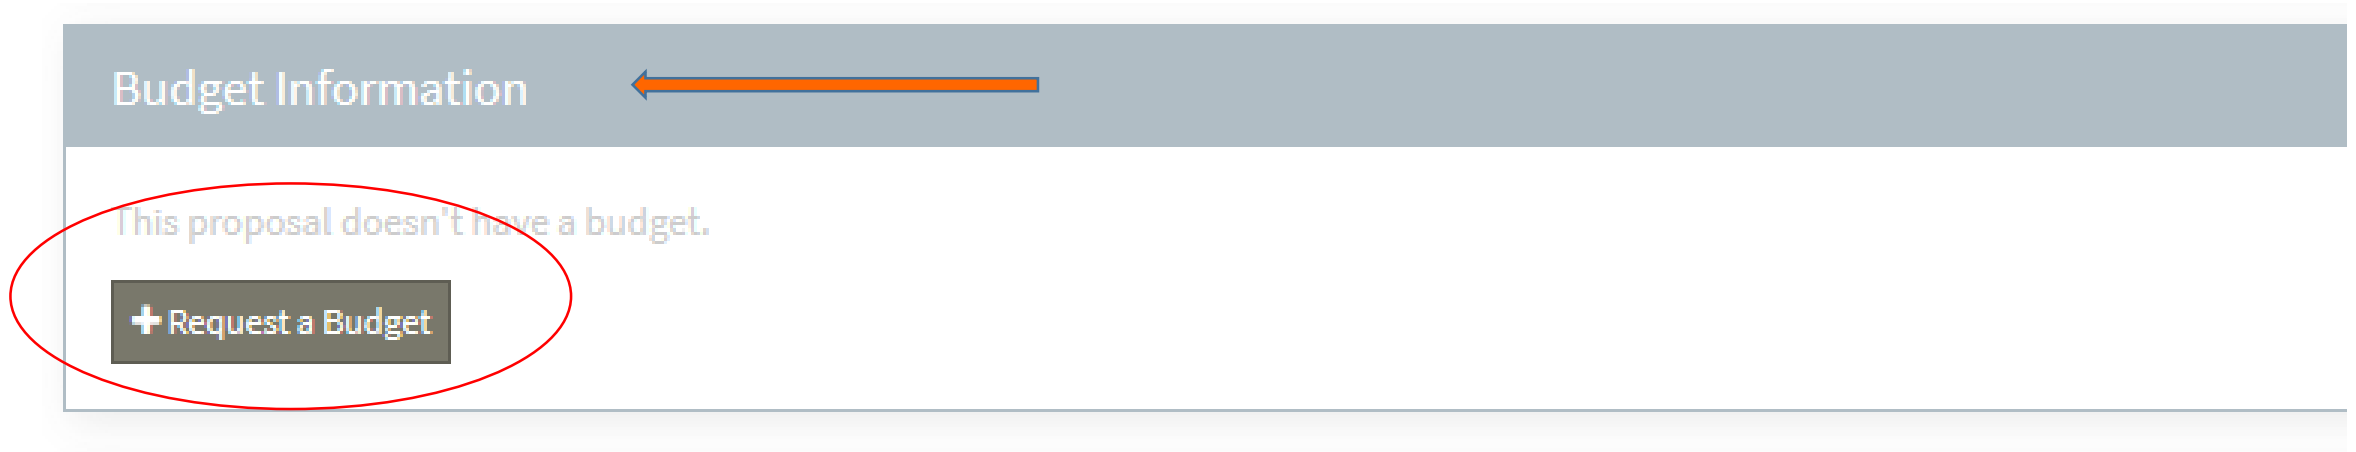 Budget Information
This proposal doesn't have a budget.
+ Request a Budget